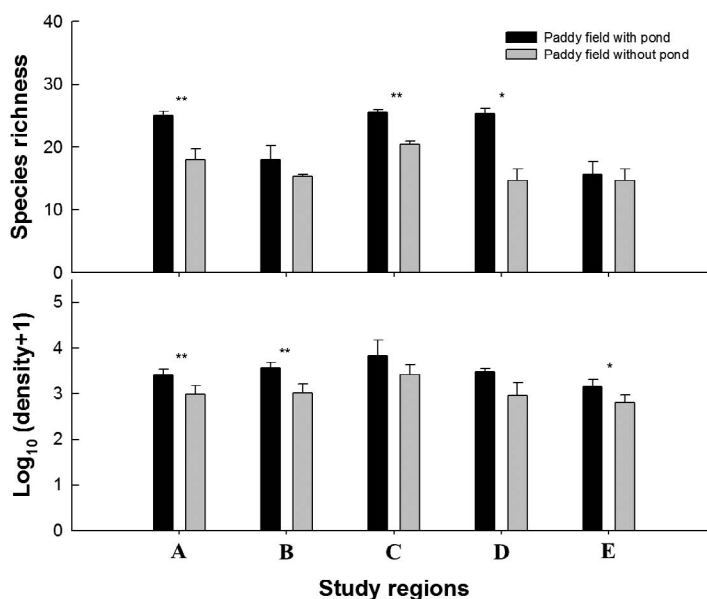 Species richness
40
30
20
10
0
Paddy field with pond
Paddy field without pond
**
**
*
Log10 (density+1)
5
4
3
2
1
0
**
**
*
A B C D E
Study regions